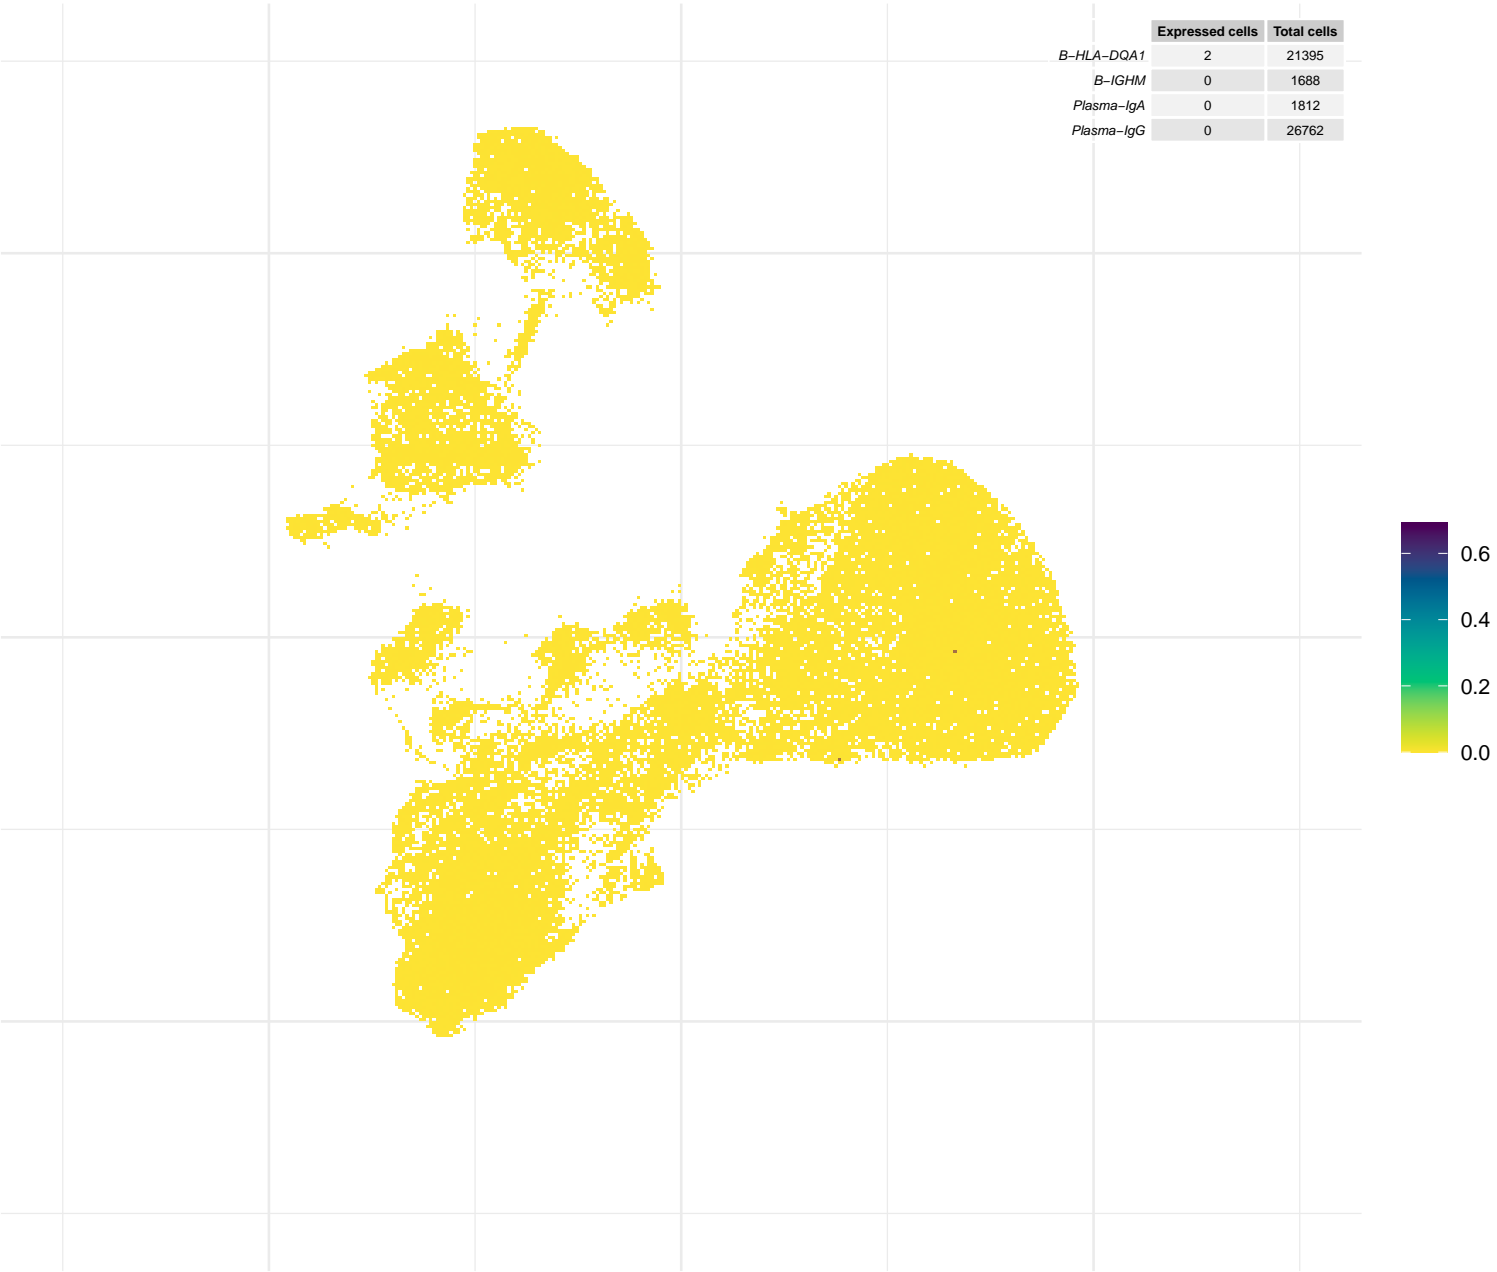 Expressed cells Total cells
B−HLA−DQA1 2 21395
B−IGHM 0 1688
Plasma−IgA 0 1812
Plasma−IgG 0 26762
0.6
0.4
0.2
0.0